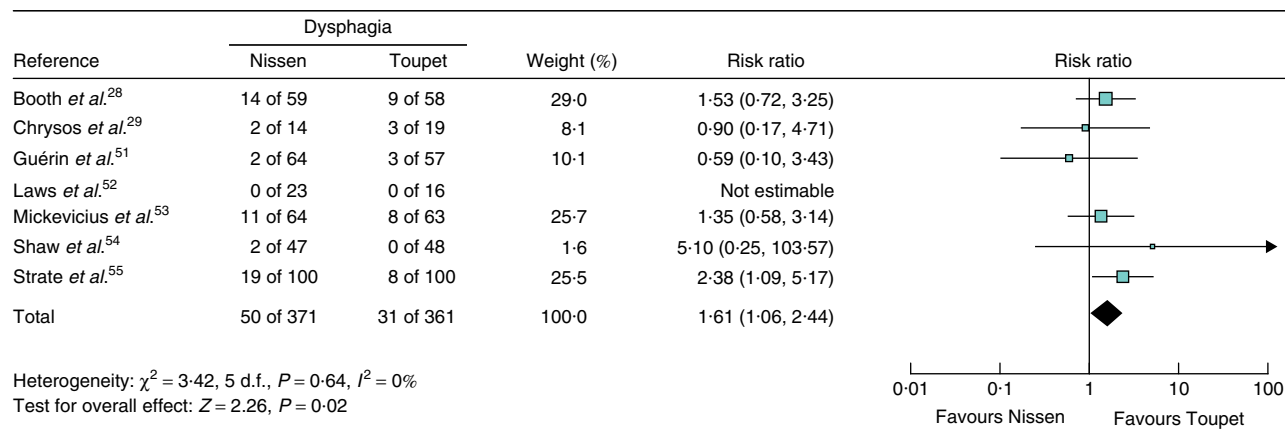 Dysphagia
Reference Nissen Toupet Weight (%) Risk ratio Risk ratio
Booth et al.28 14 of 59 9 of 58 29·0 1·53 (0·72, 3·25)
Chrysos et al.29 2 of 14 3 of 19 8·1 0·90 (0·17, 4·71)
Guérin et al.51 2 of 64 3 of 57 10·1 0·59 (0·10, 3·43)
Laws et al.52 0 of 23 0 of 16 Not estimable
Mickevicius et al.53 11 of 64 8 of 63 25·7 1·35 (0·58, 3·14)
Shaw et al.54 2 of 47 0 of 48 1·6 5·10 (0·25, 103·57)
Strate et al.55 19 of 100 8 of 100 25·5 2·38 (1·09, 5·17)
Total 50 of 371 31 of 361 100·0 1·61 (1·06, 2·44)
Heterogeneity: χ2 = 3·42, 5 d.f., P = 0·64, I2 = 0%
Test for overall effect: Z = 2·26, P = 0·02
0·01 0·1 1 10 100
Favours Nissen Favours Toupet